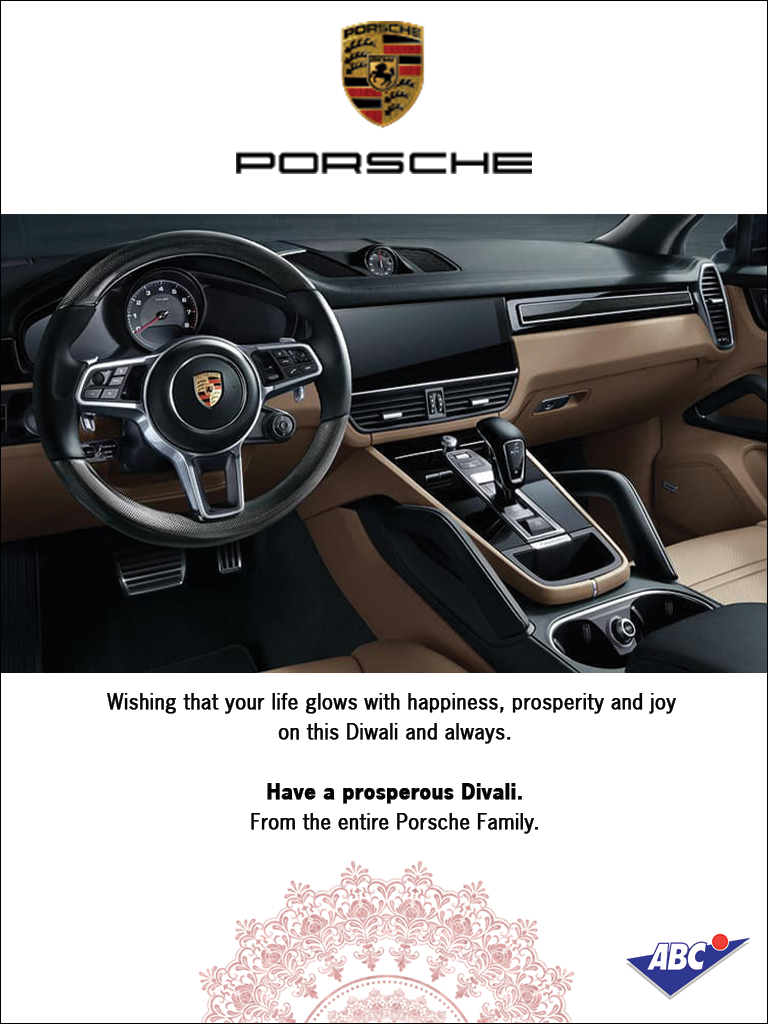 PORSCHE
PORSCHE
Wishing that your life glows with happiness, prosperity and joy
on this Diwali and always.
Have a prosperous Divali.
From the entire Porsche Family.
ABC